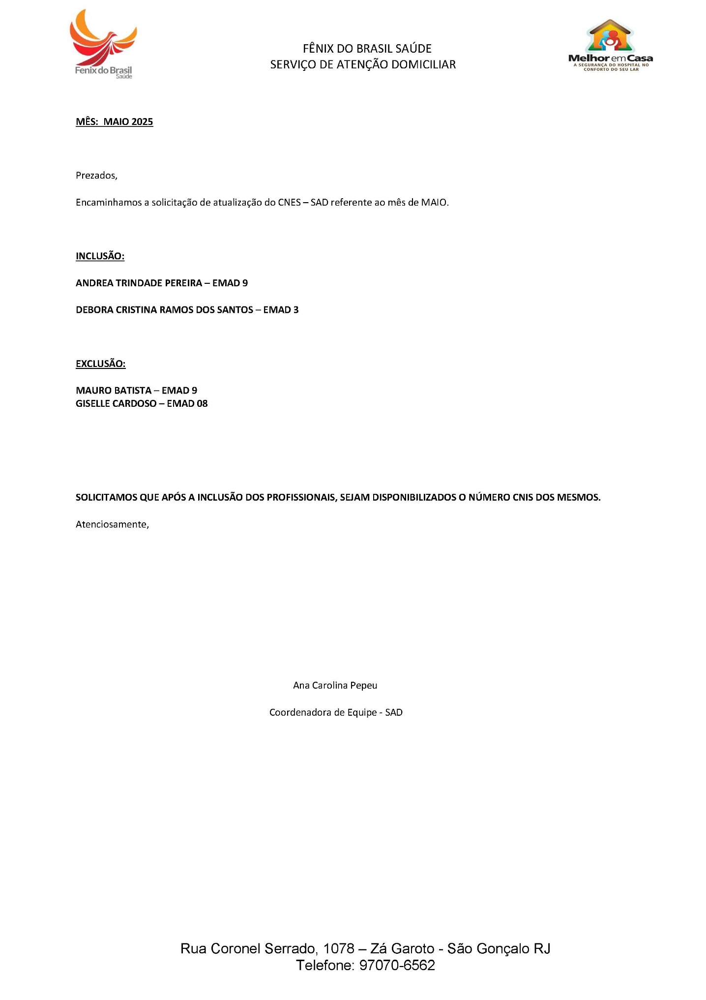 Fenix do Brasil
Saúde
FÊNIX DO BRASIL SAÚDE
SERVIÇO DE ATENÇÃO DOMICILIAR
Melhor em Casa
A SEGURANÇA DO HOSPITAL NO
CONFORTO DO SEU LAR
MÊS: MAIO 2025
Prezados,
Encaminhamos a solicitação de atualização do CNES – SAD referente ao mês de MAIO.
INCLUSÃO:
ANDREA TRINDADE PEREIRA – EMAD 9
DEBORA CRISTINA RAMOS DOS SANTOS – EMAD 3
EXCLUSÃO:
MAURO BATISTA – EMAD 9
GISELLE CARDOSO – EMAD 08
SOLICITAMOS QUE APÓS A INCLUSÃO DOS PROFISSIONAIS, SEJAM DISPONIBILIZADOS O NÚMERO CNIS DOS MESMOS.
Atenciosamente,
Ana Carolina Pepeu
Coordenadora de Equipe - SAD
Rua Coronel Serrado, 1078 – Zá Garoto - São Gonçalo RJ
Telefone: 97070-6562